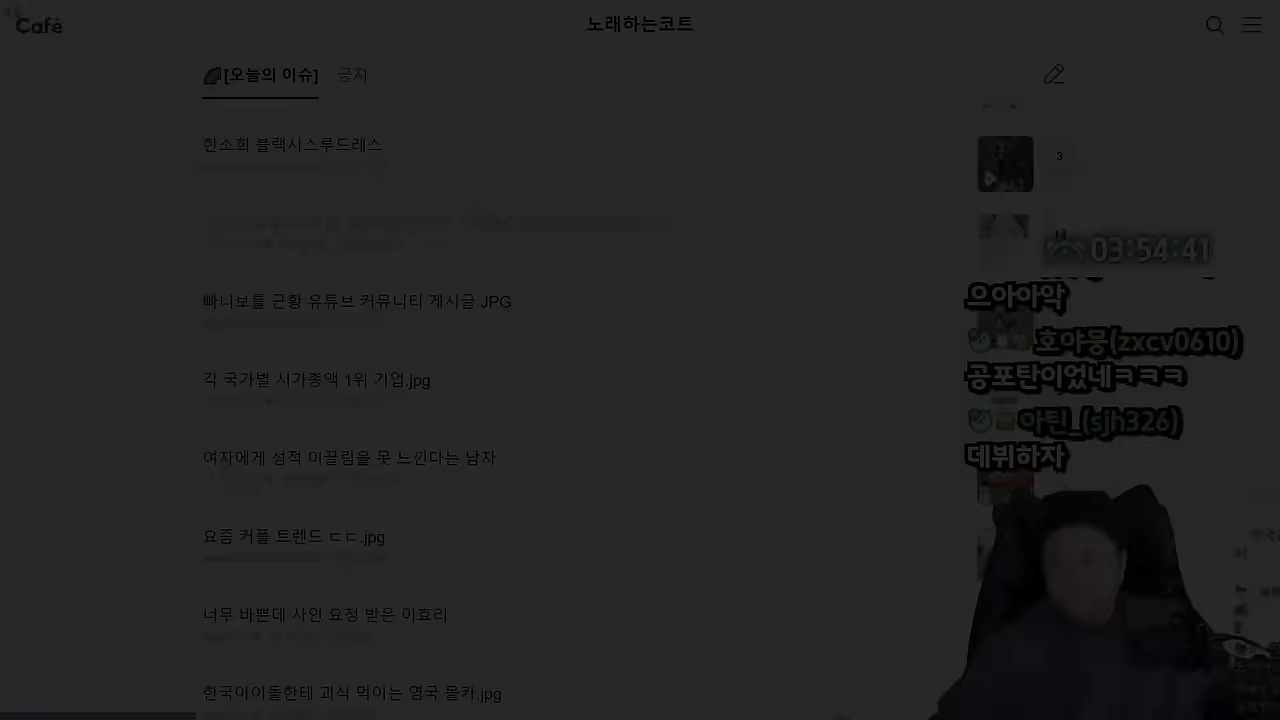 Café
노래하는코트
[오늘의 이슈] 공지
한소희 블랙시스루드레스
3
11
03:54:41
빠니보틀 근황 유튜브 커뮤니티 게시글.JPG
으아아악
호야뭉(zxcv0610)
각 국가별 시가총액 1위 기업.jpg
공포탄이었네ㅋㅋㅋ
아틴_(sjh326)
여자에게 성적 이끌림을 못 느낀다는 남자
데뷔하자
요즘 커플 트렌드 ㄷㄷ.jpg
너무 바쁜데 사인 요청 받은 이효리
한국아이돌한테 괴식 먹이는 영국 몰카.jpg